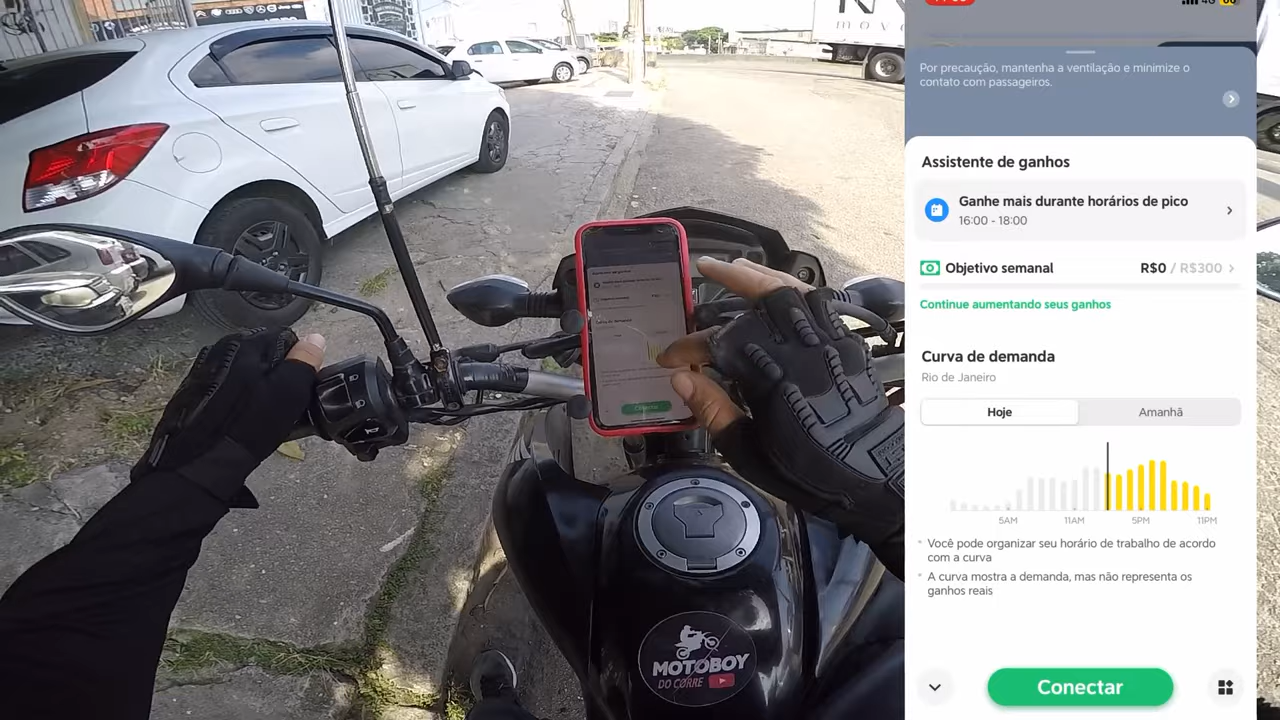 4G
Por precaução, mantenha a ventilação e minimize o
contato com passageiros.
Assistente de ganhos
Ganhe mais durante horários de pico
16:00 - 18:00
Objetivo semanal
R$0 / R$300
Continue aumentando seus ganhos
Curva de demanda
Rio de Janeiro
Hoje
Amanhã
5AM
11AM
5PM
11PM
Você pode organizar seu horário de trabalho de acordo
com a curva
A curva mostra a demanda, mas não representa os
ganhos reais
Conectar
MOTOBOY
DO CORRE